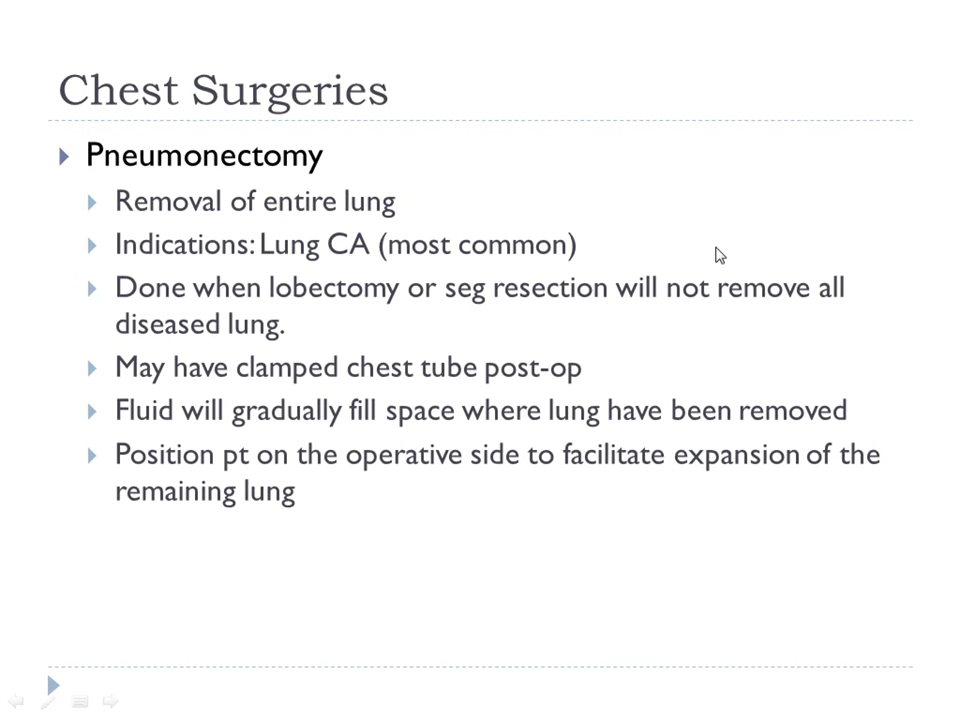 Chest Surgeries
Pneumonectomy
Removal of entire lung
Indications: Lung CA (most common)
Done when lobectomy or seg resection will not remove all
diseased lung.
May have clamped chest tube post-op
Fluid will gradually fill space where lung have been removed
Position pt on the operative side to facilitate expansion of the
remaining lung